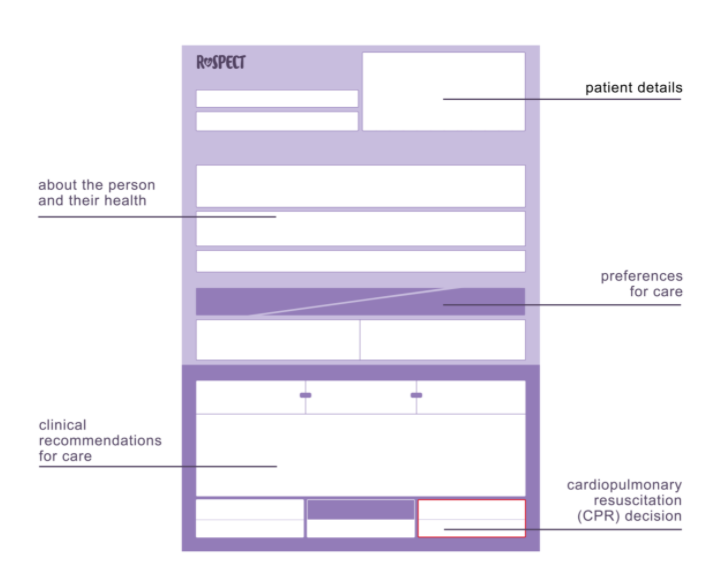 ReSPECT
patient details
about the person
and their health
preferences
for care
clinical
recommendations
for care
cardiopulmonary
resuscitation
(CPR) decision